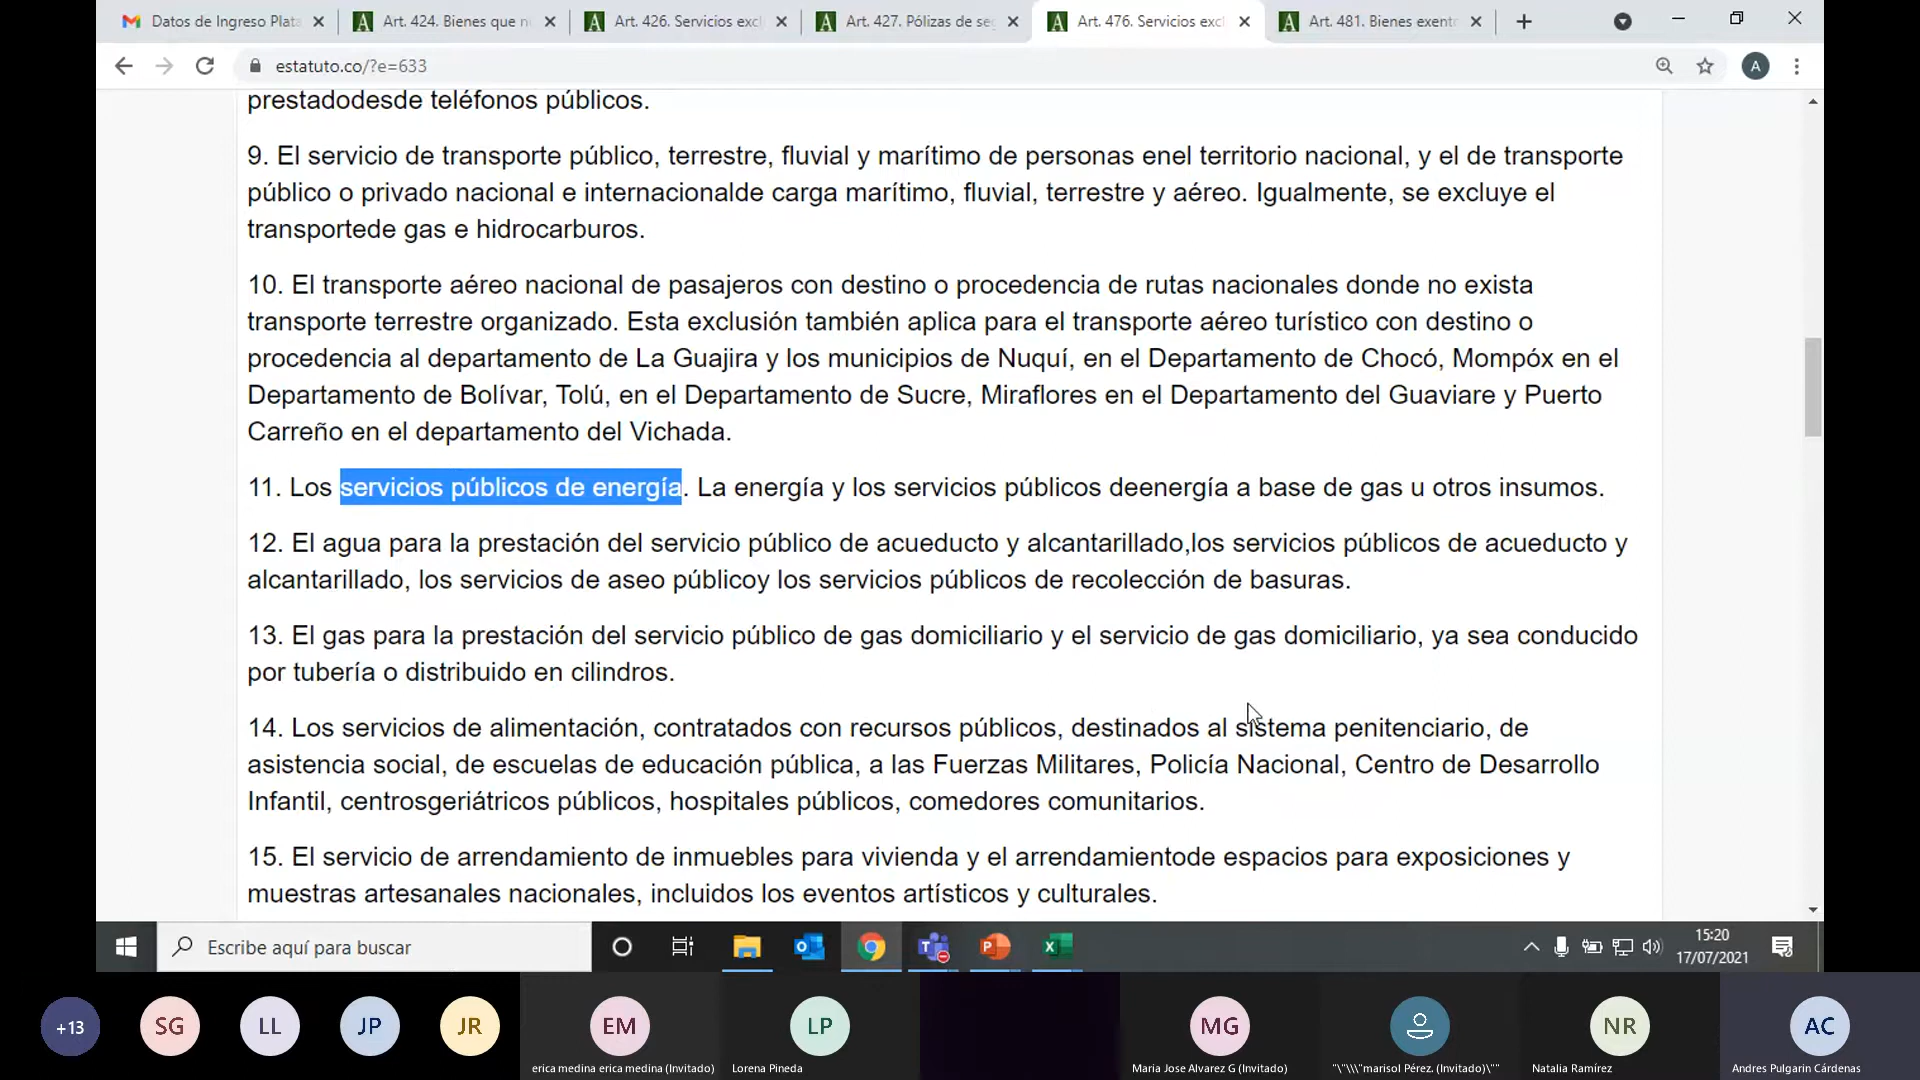 Datos de Ingreso Plata
Art. 424. Bienes que n
Art. 426. Servicios excl
Art. 427. Pólizas de seg
Art. 476. Servicios excl
Art. 481. Bienes exent
estatuto.co/?e=633
A
prestadodesde teléfonos públicos.
9. El servicio de transporte público, terrestre, fluvial y marítimo de personas enel territorio nacional, y el de transporte
público o privado nacional e internacionalde carga marítimo, fluvial, terrestre y aéreo. Igualmente, se excluye el
transportede gas e hidrocarburos.
10. El transporte aéreo nacional de pasajeros con destino o procedencia de rutas nacionales donde no exista
transporte terrestre organizado. Esta exclusión también aplica para el transporte aéreo turístico con destino o
procedencia al departamento de La Guajira y los municipios de Nuquí, en el Departamento de Chocó, Mompóx en el
Departamento de Bolívar, Tolú, en el Departamento de Sucre, Miraflores en el Departamento del Guaviare y Puerto
Carreño en el departamento del Vichada.
11. Los servicios públicos de energía. La energía y los servicios públicos deenergía a base de gas u otros insumos.
12. El agua para la prestación del servicio público de acueducto y alcantarillado,los servicios públicos de acueducto y
alcantarillado, los servicios de aseo públicoy los servicios públicos de recolección de basuras.
13. El gas para la prestación del servicio público de gas domiciliario y el servicio de gas domiciliario, ya sea conducido
por tubería o distribuido en cilindros.
14. Los servicios de alimentación, contratados con recursos públicos, destinados al sistema penitenciario, de
asistencia social, de escuelas de educación pública, a las Fuerzas Militares, Policía Nacional, Centro de Desarrollo
Infantil, centrosgeriátricos públicos, hospitales públicos, comedores comunitarios.
15. El servicio de arrendamiento de inmuebles para vivienda y el arrendamientode espacios para exposiciones y
muestras artesanales nacionales, incluidos los eventos artísticos y culturales.
Escribe aquí para buscar
15:20
17/07/2021
+13
SG
LL
JP
JR
EM
LP
MG
NR
AC
erica medina erica medina (Invitado)
Lorena Pineda
Maria Jose Alvarez G (Invitado)
"\"\\\"marisol Pérez. (Invitado)\""
Natalia Ramírez
Andres Pulgarin Cárdenas